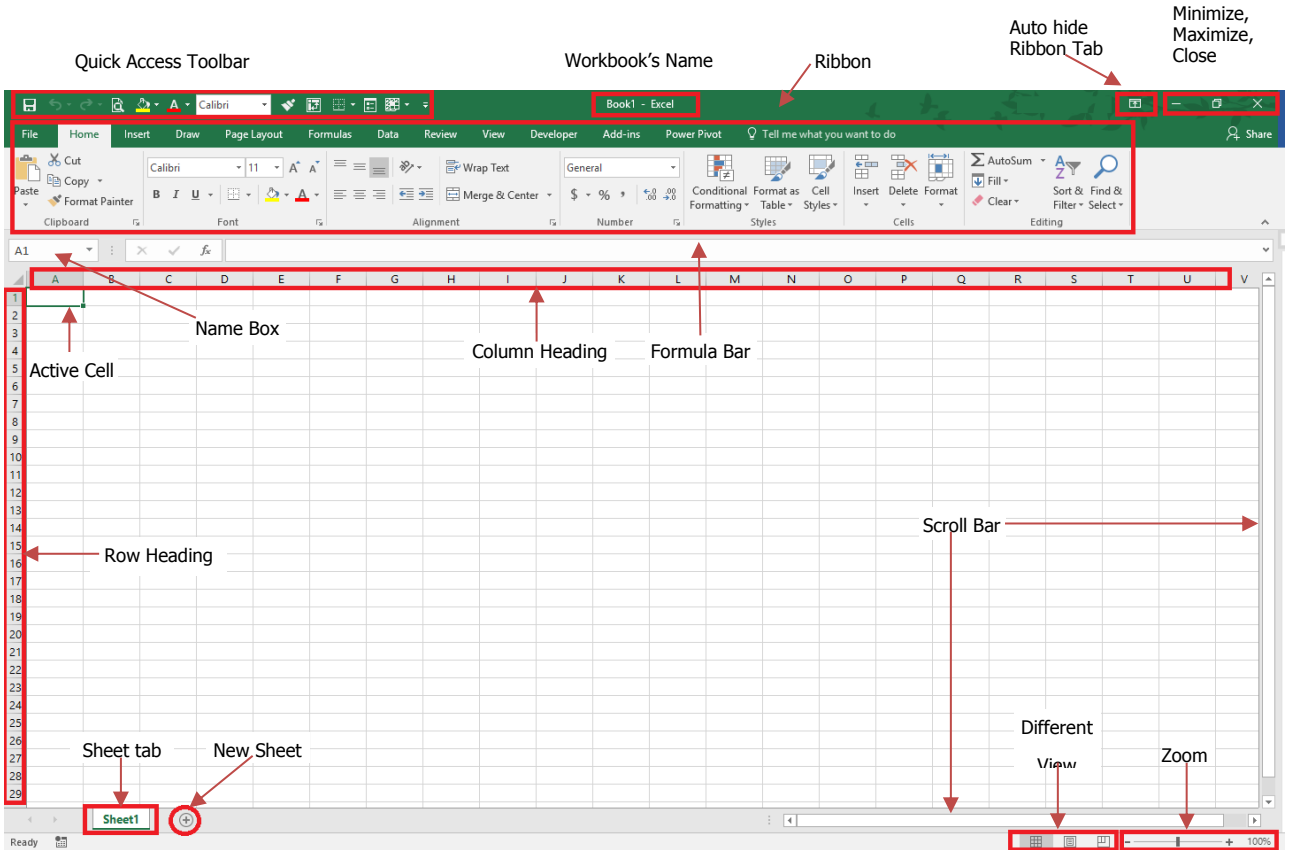 Minimize,
Maximize,
Close
Auto hide
Ribbon Tab
Quick Access Toolbar
Workbook's Name
Ribbon
Calibri
Book1 - Excel
File Home Insert Draw Page Layout Formulas Data Review View Developer Add-ins Power Pivot Tell me what you want to do Share
Paste
Cut
Copy
Format Painter
Clipboard
Calibri 11 A A
B I U A
Font
Wrap Text
Merge & Center
Alignment
General
$ % , .0 .00 .00 .0
Number
Conditional Formatting
Format as Table
Cell Styles
Styles
Insert Delete Format
Cells
AutoSum
Fill
Clear
Sort & Filter
Find & Select
Editing
A1 fx
A B C D E F G H I J K L M N O P Q R S T U V
1
2
3
4
5
6
7
8
9
10
11
12
13
14
15
16
17
18
19
20
21
22
23
24
25
26
27
28
29
Name Box
Column Heading
Formula Bar
Active Cell
Scroll Bar
Row Heading
Different
View
Zoom
Sheet tab
New Sheet
Sheet1
Ready
- + 100%